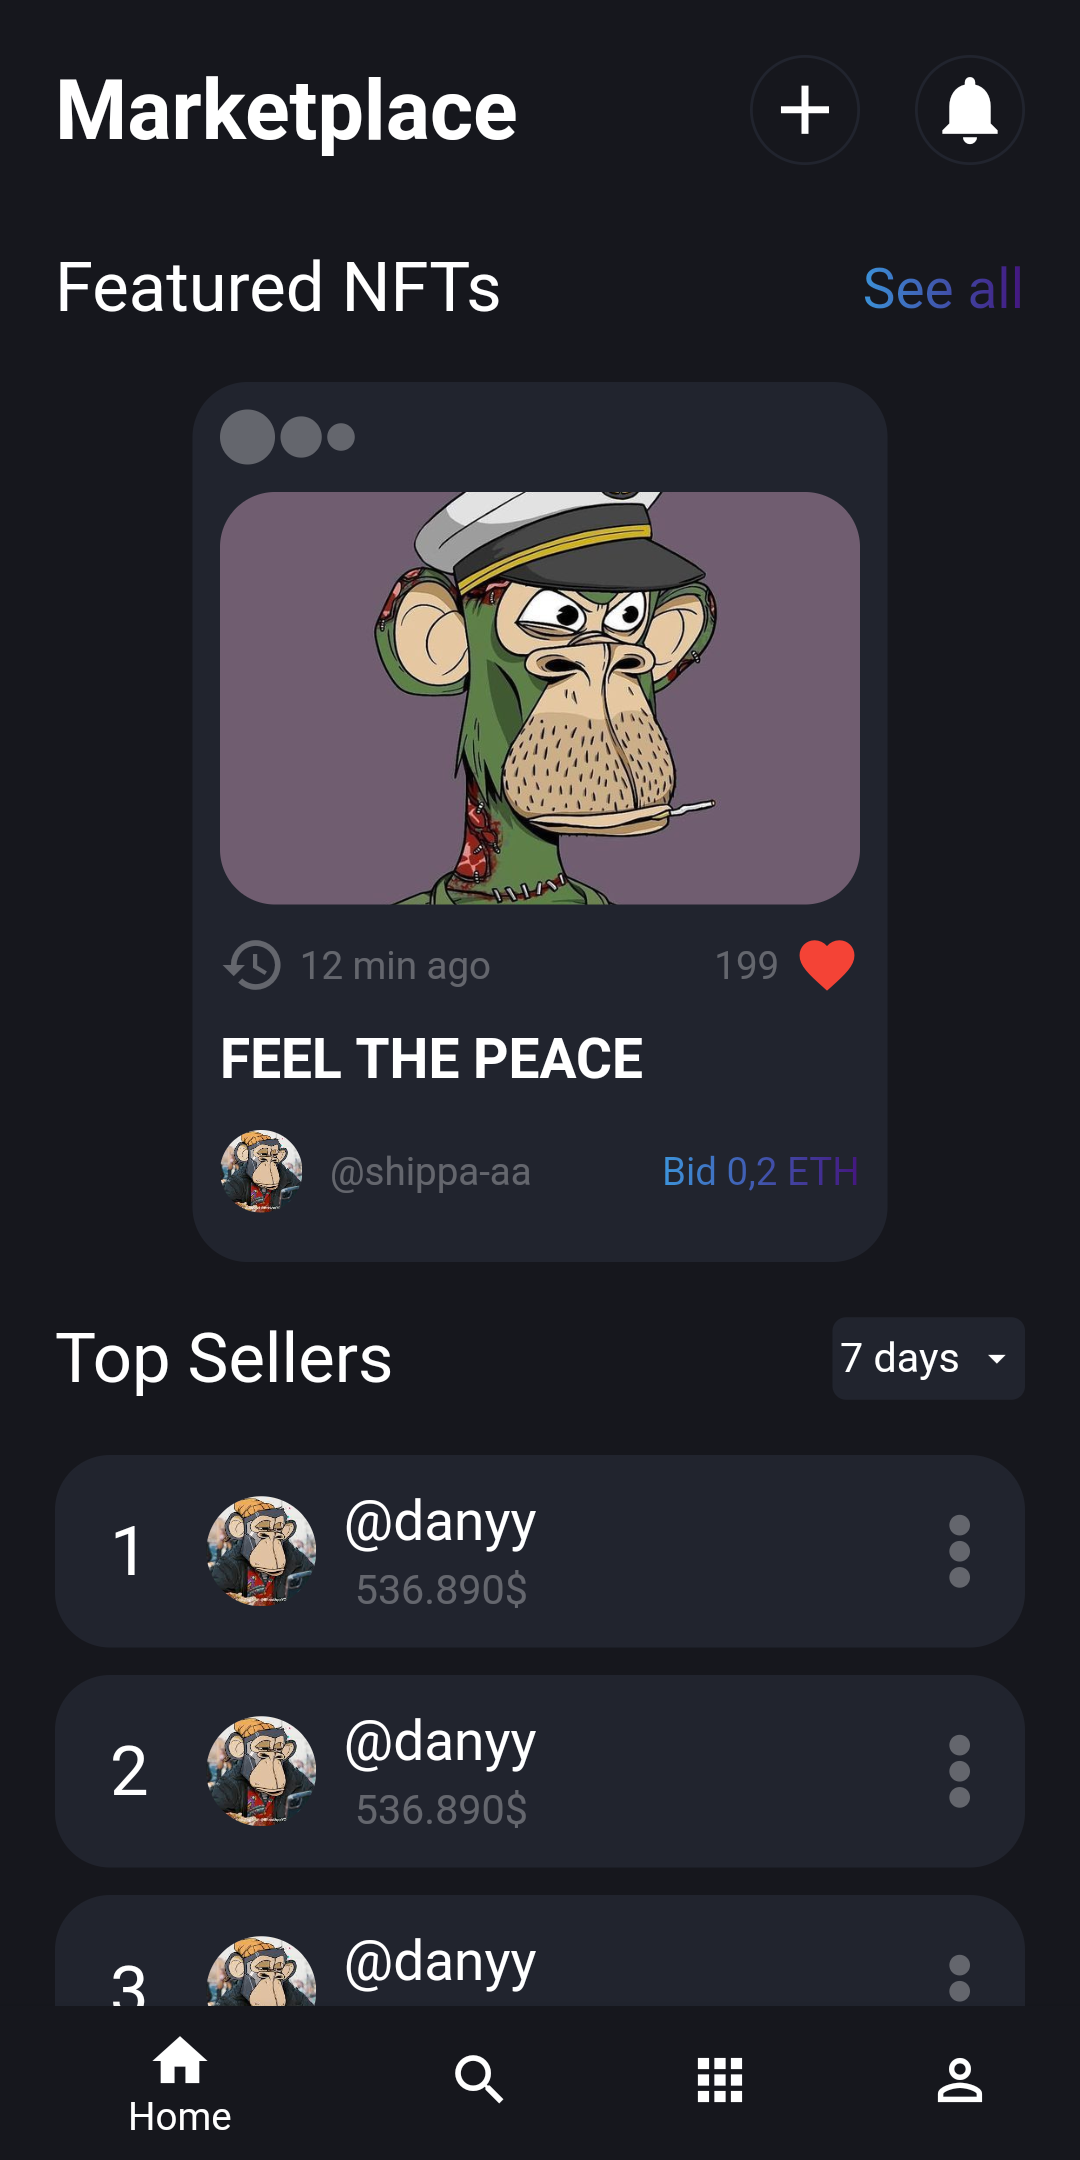 Marketplace
Featured NFTs
See all
12 min ago
199
FEEL THE PEACE
@shippa-aa
Bid 0,2 ETH
Top Sellers
7 days
1
@danyy
536.890$
2
@danyy
536.890$
3
@danyy
Home